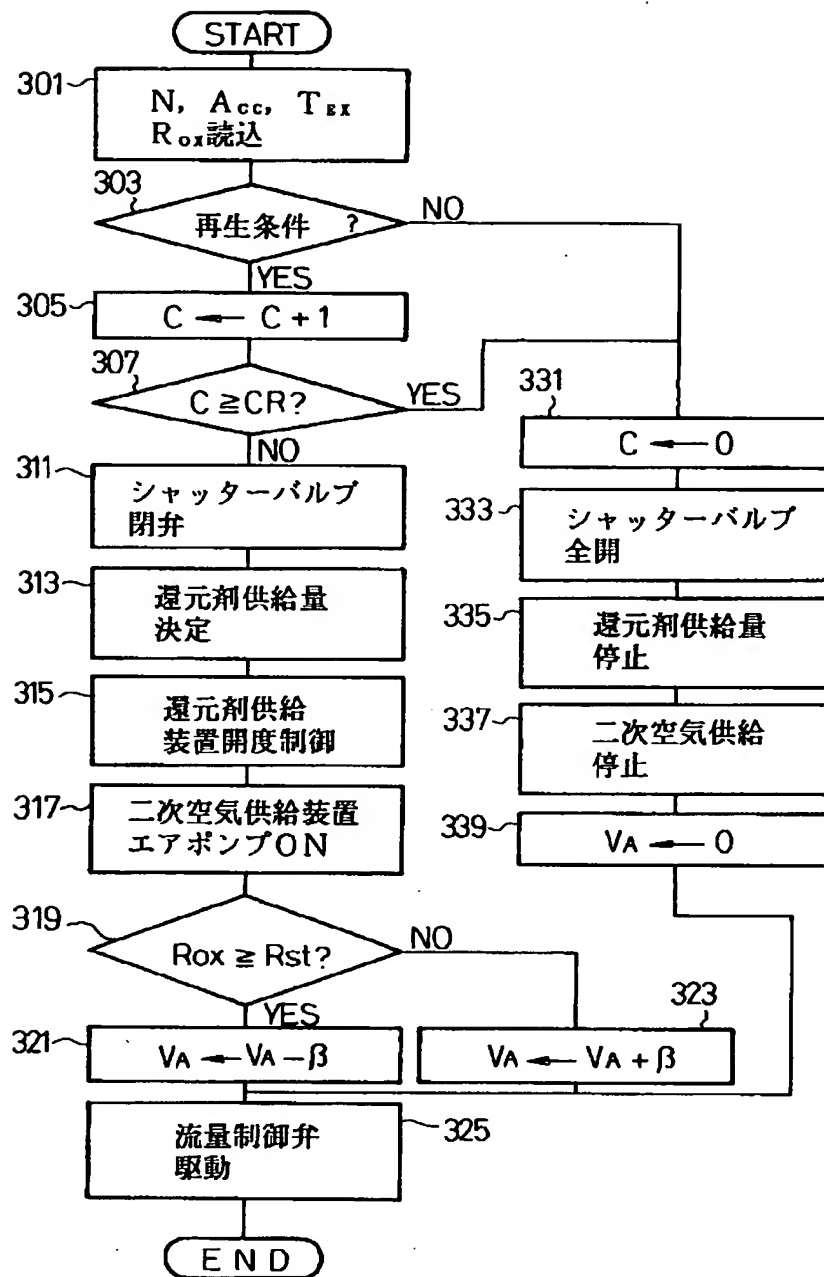 START
301
N, Acc, TEX
Rox読込
303
再生条件 ?
NO
YES
305
C ← C + 1
307
C ≧ CR?
YES
NO
311
シャッターバルブ
閉弁
313
還元剤供給量
決定
315
還元剤供給
装置開度制御
317
二次空気供給装置
エアポンプON
319
Rox ≧ Rst?
NO
YES
321
VA ← VA − β
323
VA ← VA + β
325
流量制御弁
駆動
END
331
C ← 0
333
シャッターバルブ
全開
335
還元剤供給量
停止
337
二次空気供給
停止
339
VA ← 0